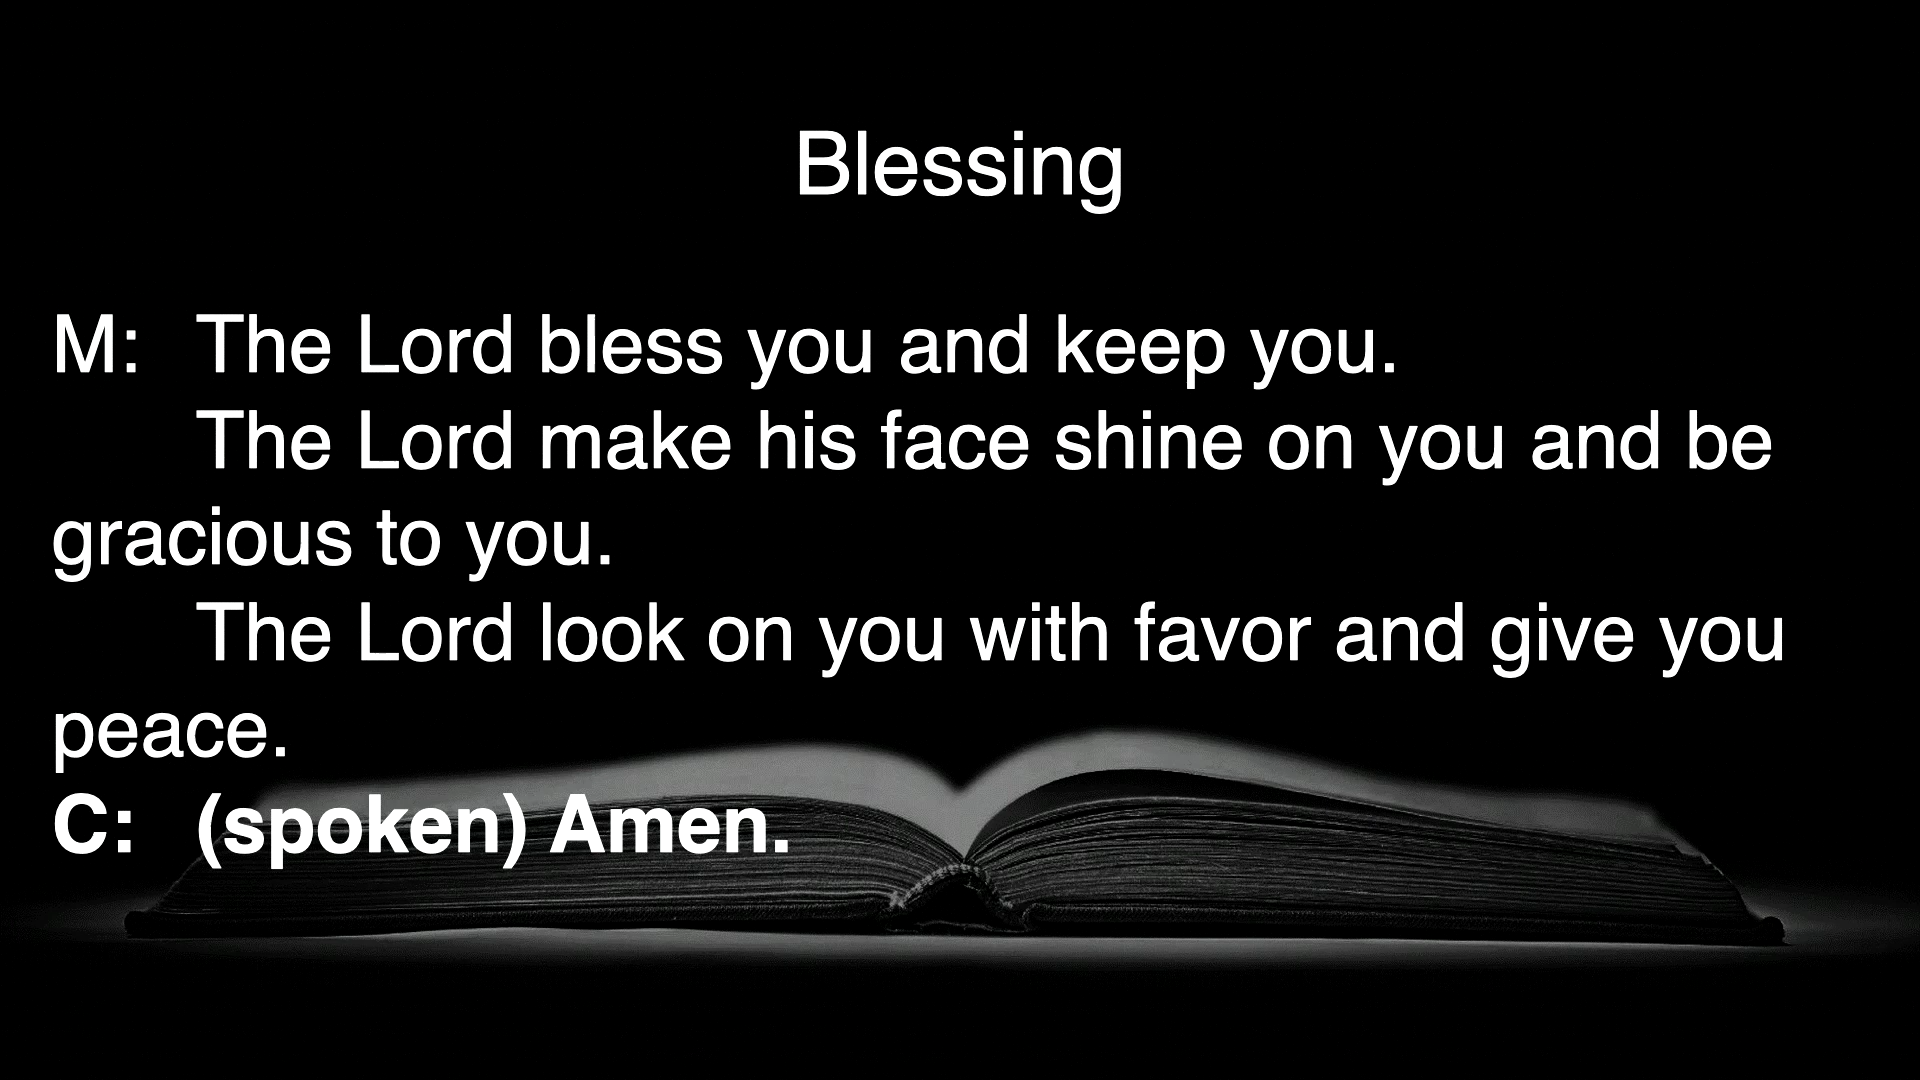 Blessing
M: The Lord bless you and keep you.
The Lord make his face shine on you and be
gracious to you.
The Lord look on you with favor and give you
peace.
C: (spoken) Amen.